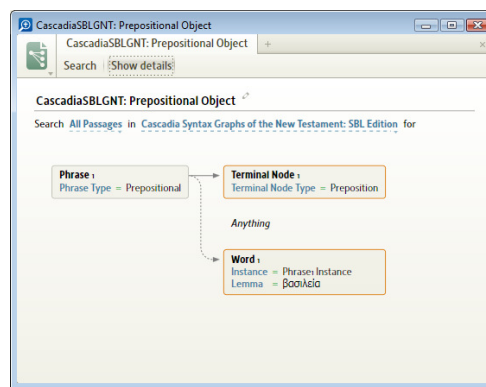 CascadiaSBLGNT: Prepositional Object
CascadiaSBLGNT: Prepositional Object
Search Show details
CascadiaSBLGNT: Prepositional Object
Search All Passages in Cascadia Syntax Graphs of the New Testament: SBL Edition for
Phrase 1
Phrase Type = Prepositional
Terminal Node 1
Terminal Node Type = Preposition
Anything
Word 1
Instance = Phrase1 Instance
Lemma = βασιλεία